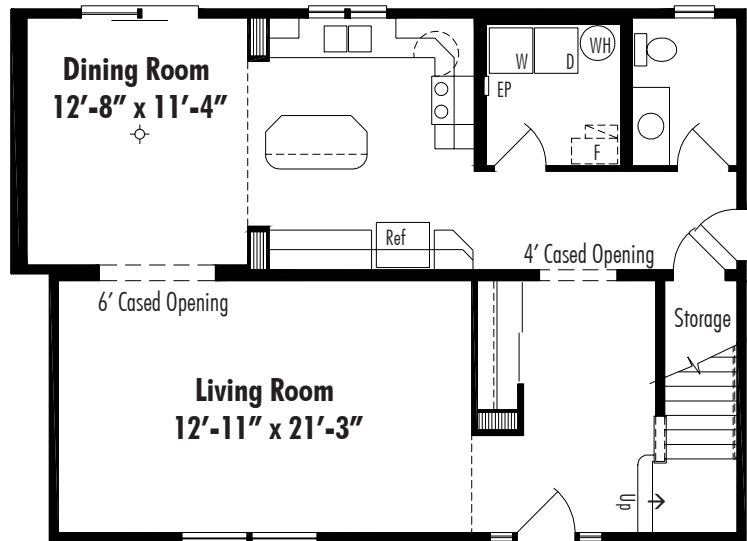 Dining Room
12'-8" x 11'-4"
W
D
WH
EP
F
Ref
4' Cased Opening
6' Cased Opening
Storage
Living Room
12'-11" x 21'-3"
Up